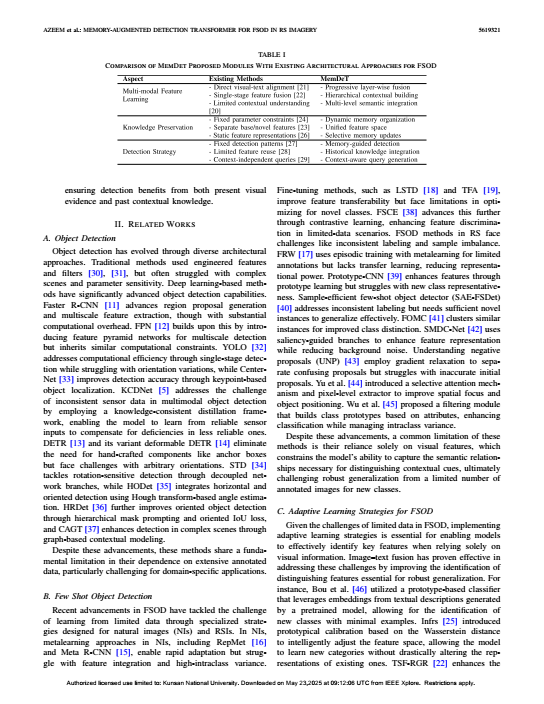 AZEEM et al.: MEMORY-AUGMENTED DETECTION TRANSFORMER FOR FSOD IN RS IMAGERY
5619321
TABLE I
COMPARISON OF MEMDET PROPOSED MODULES WITH EXISTING ARCHITECTURAL APPROACHES FOR FSOD
Aspect Existing Methods MemDeT
Multi-modal Feature Learning
- Direct visual-text alignment [21]
- Single-stage feature fusion [22]
- Limited contextual understanding
[20]
- Progressive layer-wise fusion
- Hierarchical contextual building
- Multi-level semantic integration
Knowledge Preservation
- Fixed parameter constraints [24]
- Separate base/novel features [23]
- Static feature representations [26]
- Dynamic memory organization
- Unified feature space
- Selective memory updates
Detection Strategy
- Fixed detection patterns [27]
- Limited feature reuse [28]
- Context-independent queries [29]
- Memory-guided detection
- Historical knowledge integration
- Context-aware query generation
ensuring detection benefits from both present visual
evidence and past contextual knowledge.
II. RELATED WORKS
A. Object Detection
Object detection has evolved through diverse architectural
approaches. Traditional methods used engineered features
and filters [30], [31], but often struggled with complex
scenes and parameter sensitivity. Deep learning-based meth-
ods have significantly advanced object detection capabilities.
Faster R-CNN [11] advances region proposal generation
and multiscale feature extraction, though with substantial
computational overhead. FPN [12] builds upon this by intro-
ducing feature pyramid networks for multiscale detection
but inherits similar computational constraints. YOLO [32]
addresses computational efficiency through single-stage detec-
tion while struggling with orientation variations, while Center-
Net [33] improves detection accuracy through keypoint-based
object localization. KCDNet [5] addresses the challenge
of inconsistent sensor data in multimodal object detection
by employing a knowledge-consistent distillation frame-
work, enabling the model to learn from reliable sensor
inputs to compensate for deficiencies in less reliable ones.
DETR [13] and its variant deformable DETR [14] eliminate
the need for hand-crafted components like anchor boxes
but face challenges with arbitrary orientations. STD [34]
tackles rotation-sensitive detection through decoupled net-
work branches, while HODet [35] integrates horizontal and
oriented detection using Hough transform-based angle estima-
tion. HRDet [36] further improves oriented object detection
through hierarchical mask prompting and oriented IoU loss,
and CAGT [37] enhances detection in complex scenes through
graph-based contextual modeling.
Despite these advancements, these methods share a funda-
mental limitation in their dependence on extensive annotated
data, particularly challenging for domain-specific applications.
B. Few Shot Object Detection
Recent advancements in FSOD have tackled the challenge
of learning from limited data through specialized strate-
gies designed for natural images (NIs) and RSIs. In NIs,
metalearning approaches in NIs, including RepMet [16]
and Meta R-CNN [15], enable rapid adaptation but strug-
gle with feature integration and high-intraclass variance.
Fine-tuning methods, such as LSTD [18] and TFA [19],
improve feature transferability but face limitations in opti-
mizing for novel classes. FSCE [38] advances this further
through contrastive learning, enhancing feature discrimina-
tion in limited-data scenarios. FSOD methods in RS face
challenges like inconsistent labeling and sample imbalance.
FRW [17] uses episodic training with metalearning for limited
annotations but lacks transfer learning, reducing representa-
tional power. Prototype-CNN [39] enhances features through
prototype learning but struggles with new class representative-
ness. Sample-efficient few-shot object detector (SAE-FSDet)
[40] addresses inconsistent labeling but needs sufficient novel
instances to generalize effectively. FOMC [41] clusters similar
instances for improved class distinction. SMDC-Net [42] uses
saliency-guided branches to enhance feature representation
while reducing background noise. Understanding negative
proposals (UNP) [43] employ gradient relaxation to sepa-
rate confusing proposals but struggles with inaccurate initial
proposals. Yu et al. [44] introduced a selective attention mech-
anism and pixel-level extractor to improve spatial focus and
object positioning. Wu et al. [45] proposed a filtering module
that builds class prototypes based on attributes, enhancing
classification while managing intraclass variance.
Despite these advancements, a common limitation of these
methods is their reliance solely on visual features, which
constrains the model's ability to capture the semantic relation-
ships necessary for distinguishing contextual cues, ultimately
challenging robust generalization from a limited number of
annotated images for new classes.
C. Adaptive Learning Strategies for FSOD
Given the challenges of limited data in FSOD, implementing
adaptive learning strategies is essential for enabling models
to effectively identify key features when relying solely on
visual information. Image-text fusion has proven effective in
addressing these challenges by improving the identification of
distinguishing features essential for robust generalization. For
instance, Bou et al. [46] utilized a prototype-based classifier
that leverages embeddings from textual descriptions generated
by a pretrained model, allowing for the identification of
new classes with minimal examples. Infrs [25] introduced
prototypical calibration based on the Wasserstein distance
to intelligently adjust the feature space, allowing the model
to learn new categories without drastically altering the rep-
resentations of existing ones. TSF-RGR [22] enhances the
Authorized licensed use limited to: Kunsan National University. Downloaded on May 23,2025 at 09:12:06 UTC from IEEE Xplore. Restrictions apply.